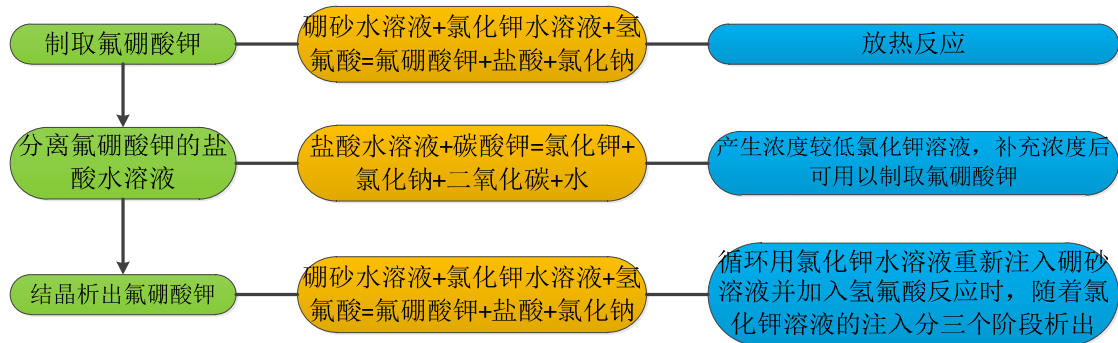 制取氟硼酸钾
硼砂水溶液+氯化钾水溶液+氢
氟酸=氟硼酸钾+盐酸+氯化钠
放热反应
分离氟硼酸钾的盐
酸水溶液
盐酸水溶液+碳酸钾=氯化钾+
氯化钠+二氧化碳+水
产生浓度较低氯化钾溶液，补充浓度后
可用以制取氟硼酸钾
结晶析出氟硼酸钾
硼砂水溶液+氯化钾水溶液+氢
氟酸=氟硼酸钾+盐酸+氯化钠
循环用氯化钾水溶液重新注入硼砂
溶液并加入氢氟酸反应时，随着氯
化钾溶液的注入分三个阶段析出